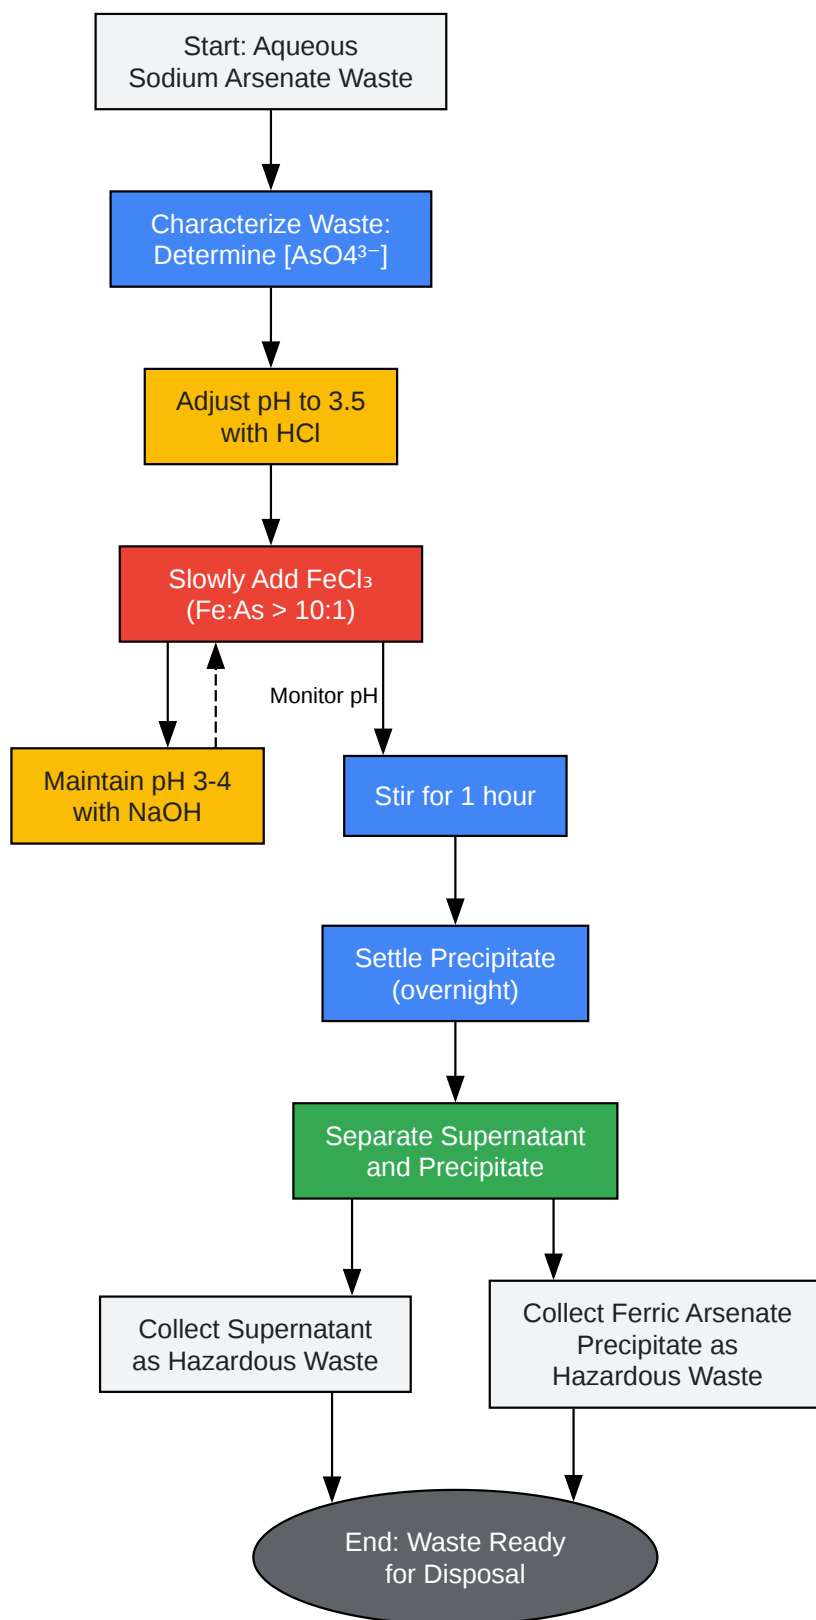 Start: Aqueous
Sodium Arsenate Waste
Characterize Waste:
Determine [AsO4³⁻]
Adjust pH to 3.5
with HCl
Slowly Add FeCl₃
(Fe:As > 10:1)
Monitor pH
Maintain pH 3-4
with NaOH
Stir for 1 hour
Settle Precipitate
(overnight)
Separate Supernatant
and Precipitate
Collect Supernatant
as Hazardous Waste
Collect Ferric Arsenate
Precipitate as
Hazardous Waste
End: Waste Ready
for Disposal